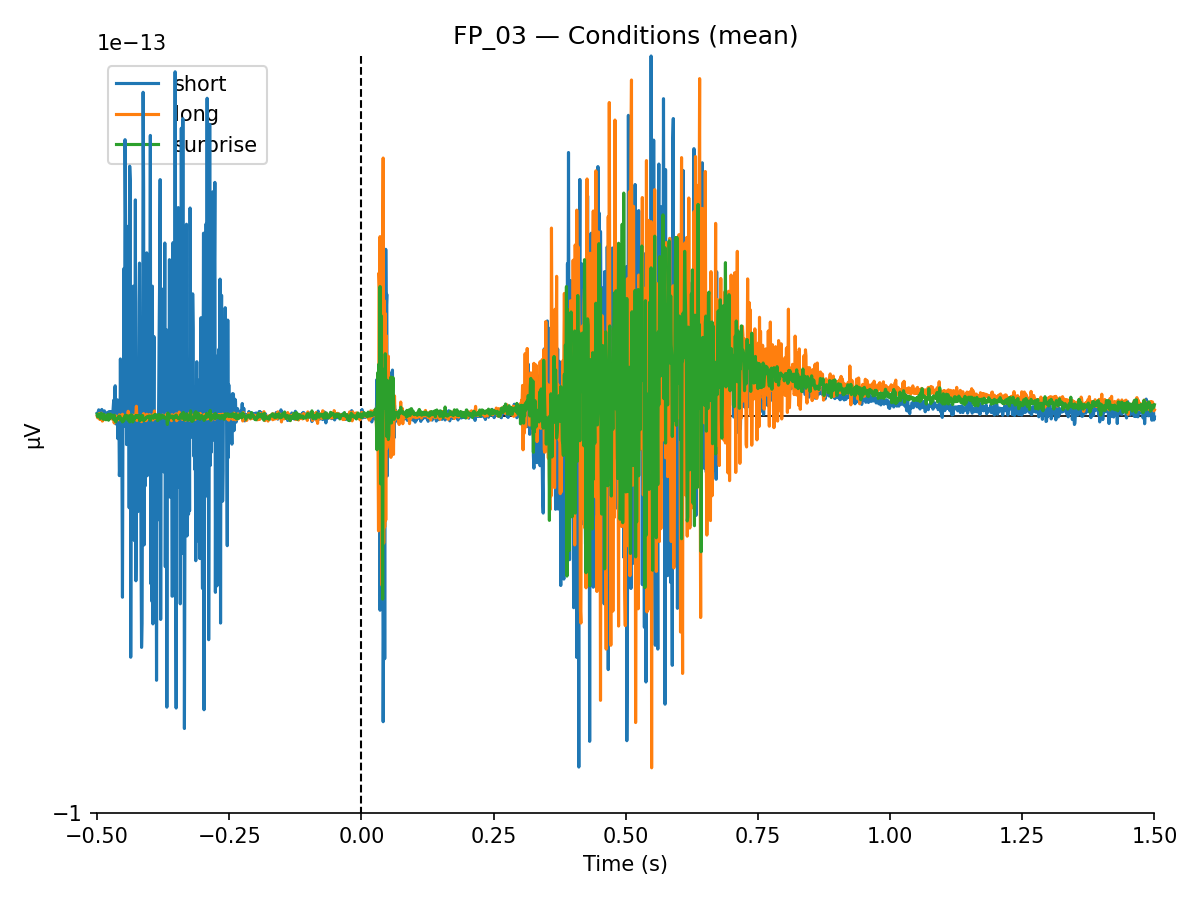 FP_03 — Conditions (mean)
1e−13
short
long
surprise
µV
−1
−0.50 −0.25 0.00 0.25 0.50 0.75 1.00 1.25 1.50
Time (s)